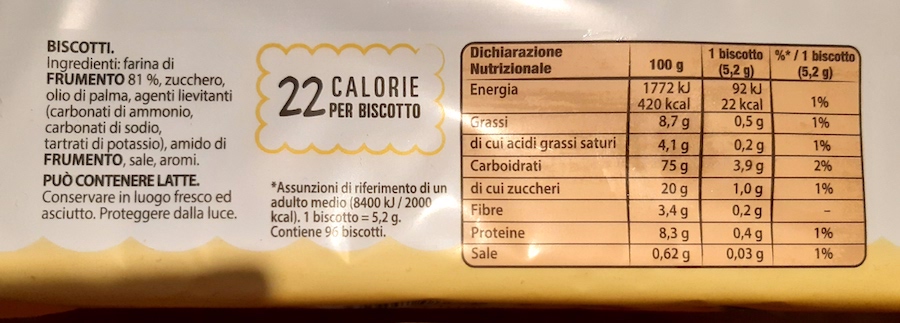 BISCOTTI.
Ingredienti: farina di
FRUMENTO 81 %, zucchero,
olio di palma, agenti lievitanti
(carbonati di ammonio,
carbonati di sodio,
tartrati di potassio), amido di
FRUMENTO, sale, aromi.
PUÒ CONTENERE LATTE.
Conservare in luogo fresco ed
asciutto. Proteggere dalla luce.
22 CALORIE
PER BISCOTTO
*Assunzioni di riferimento di un
adulto medio (8400 kJ / 2000
kcal). 1 biscotto = 5,2 g.
Contiene 96 biscotti.
Dichiarazione Nutrizionale 100 g 1 biscotto (5,2 g) %* / 1 biscotto (5,2 g)
Energia 1772 kJ 92 kJ
420 kcal 22 kcal 1%
Grassi 8,7 g 0,5 g 1%
di cui acidi grassi saturi 4,1 g 0,2 g 1%
Carboidrati 75 g 3,9 g 2%
di cui zuccheri 20 g 1,0 g 1%
Fibre 3,4 g 0,2 g –
Proteine 8,3 g 0,4 g 1%
Sale 0,62 g 0,03 g 1%